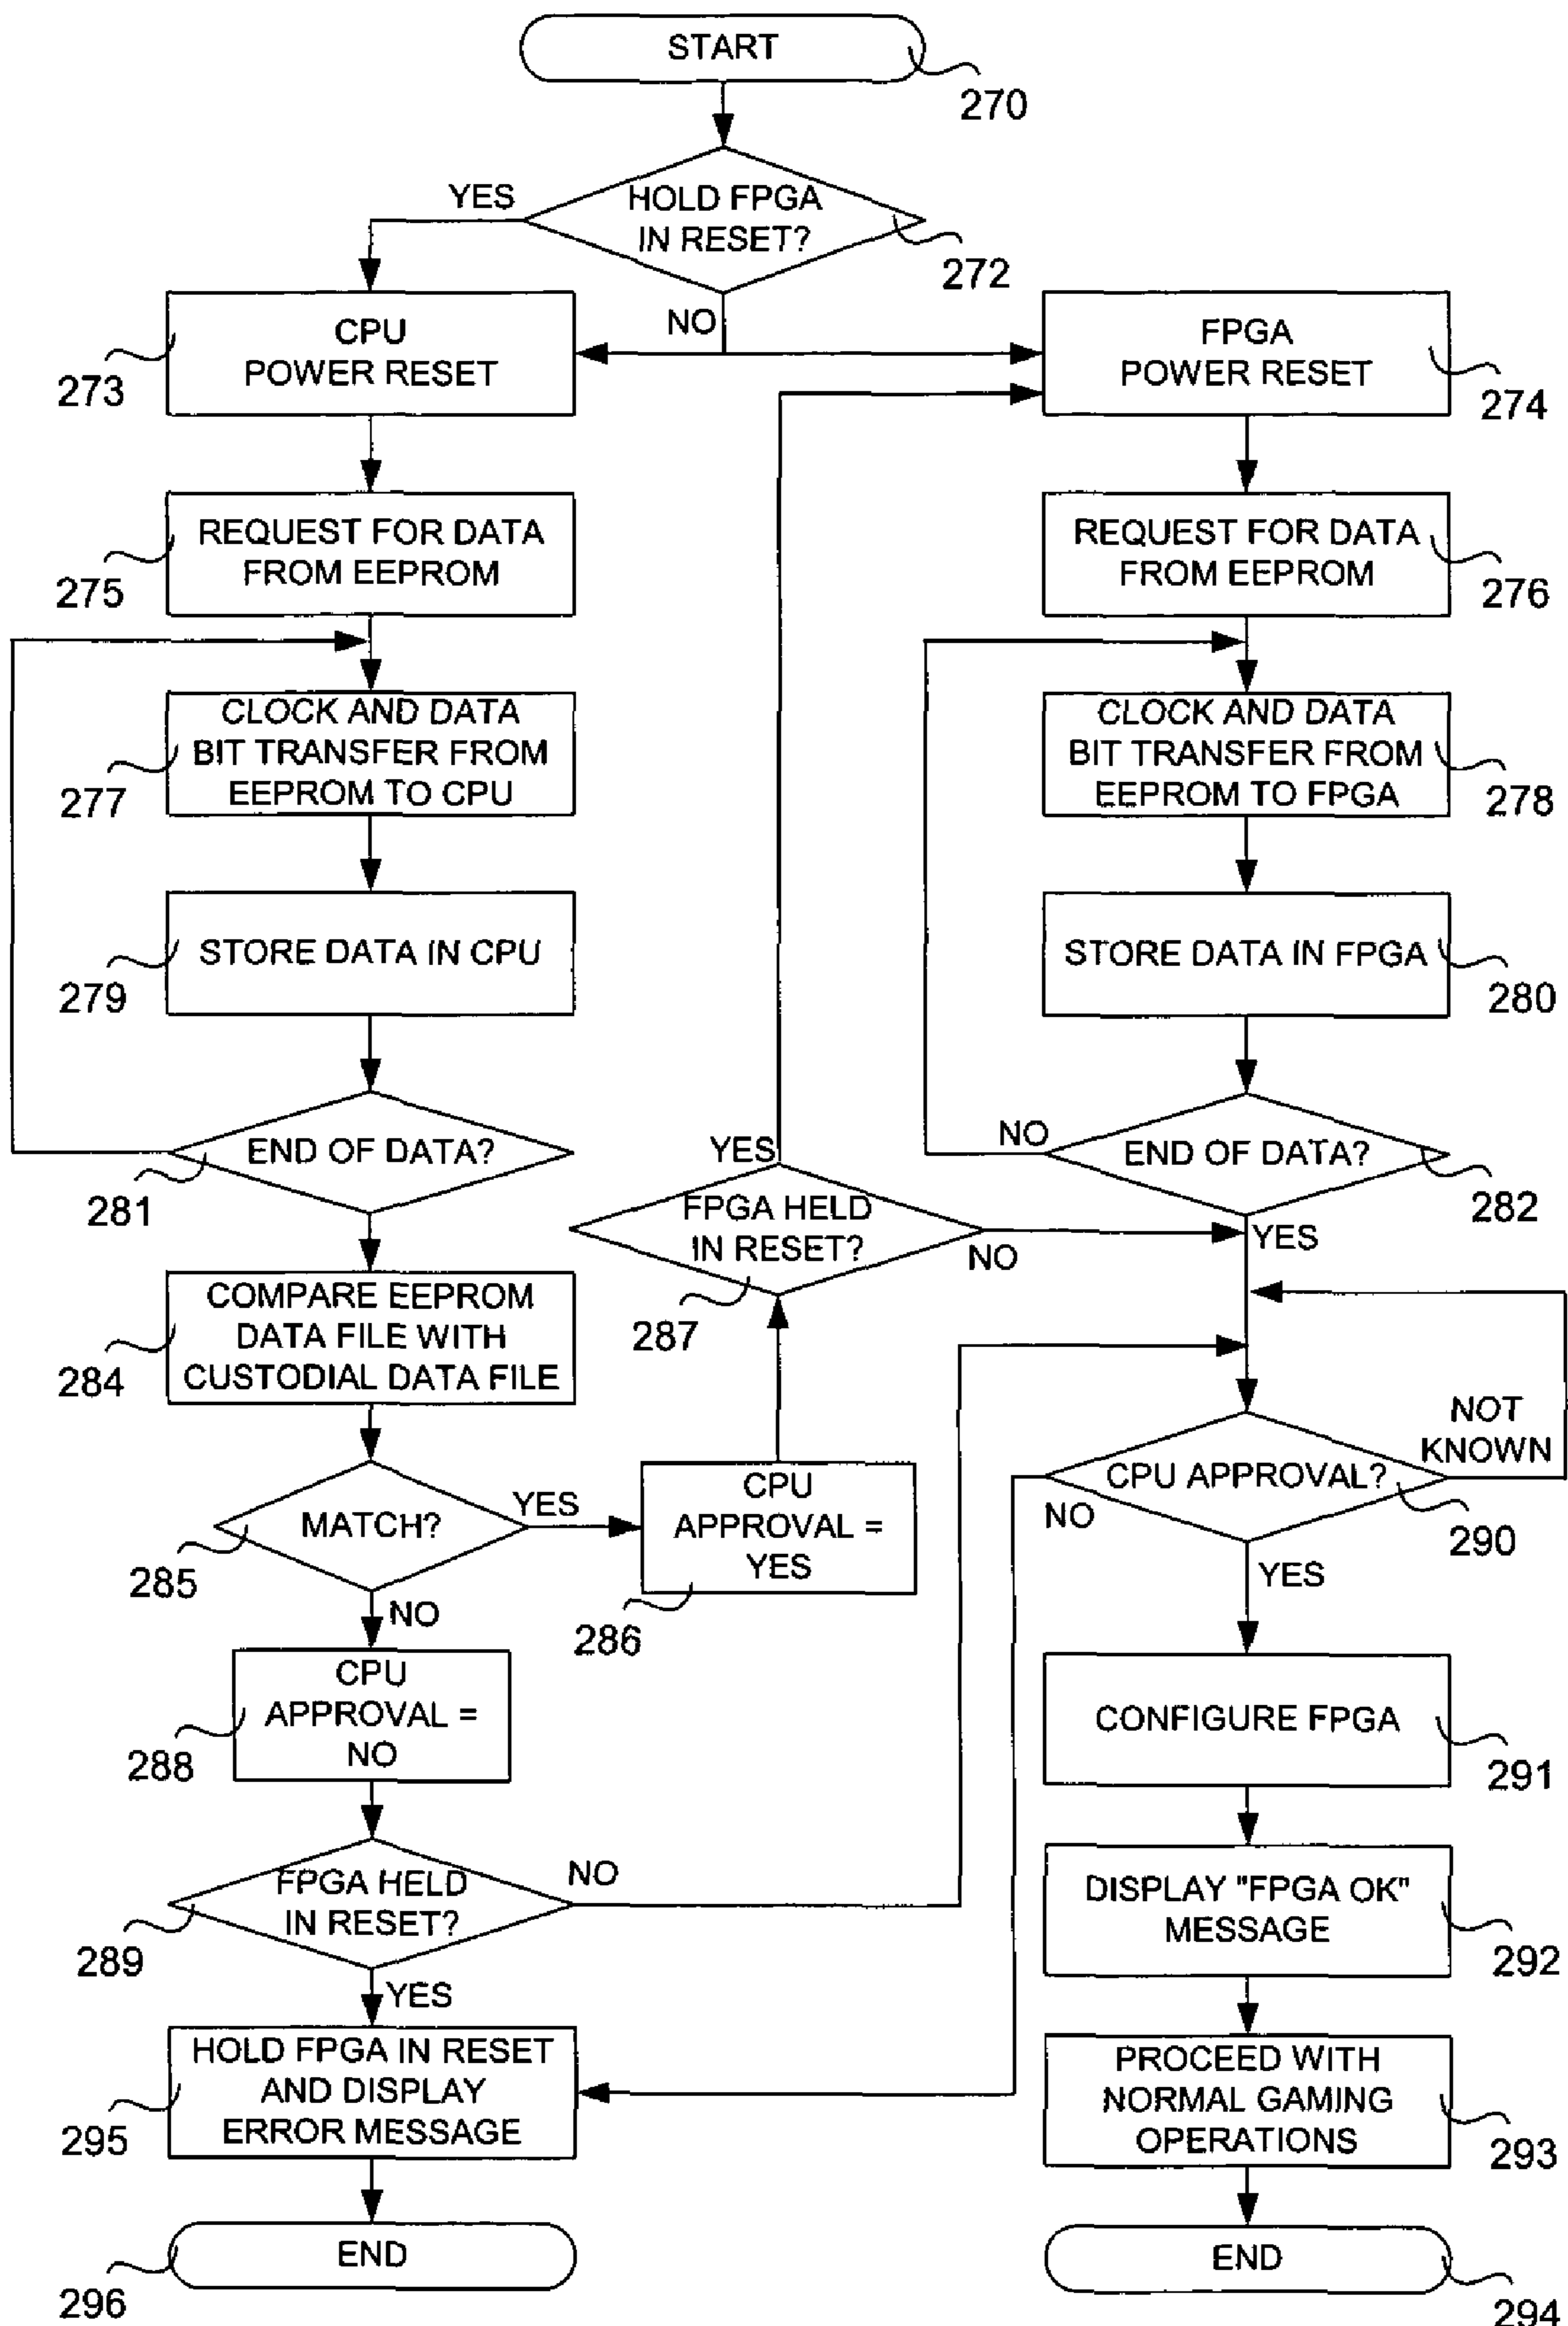 START
270
YES
HOLD FPGA
IN RESET?
272
NO
CPU
POWER RESET
273
FPGA
POWER RESET
274
REQUEST FOR DATA
FROM EEPROM
275
REQUEST FOR DATA
FROM EEPROM
276
CLOCK AND DATA
BIT TRANSFER FROM
EEPROM TO CPU
277
CLOCK AND DATA
BIT TRANSFER FROM
EEPROM TO FPGA
278
STORE DATA IN CPU
279
STORE DATA IN FPGA
280
END OF DATA?
281
YES
FPGA HELD
IN RESET?
NO
287
NO
END OF DATA?
282
YES
COMPARE EEPROM
DATA FILE WITH
CUSTODIAL DATA FILE
284
MATCH?
285
YES
CPU
APPROVAL =
YES
286
NOT
KNOWN
CPU APPROVAL?
NO
290
YES
NO
CPU
APPROVAL =
NO
288
CONFIGURE FPGA
291
FPGA HELD
IN RESET?
NO
289
YES
DISPLAY "FPGA OK"
MESSAGE
292
HOLD FPGA IN RESET
AND DISPLAY
ERROR MESSAGE
295
PROCEED WITH
NORMAL GAMING
OPERATIONS
293
END
296
END
294